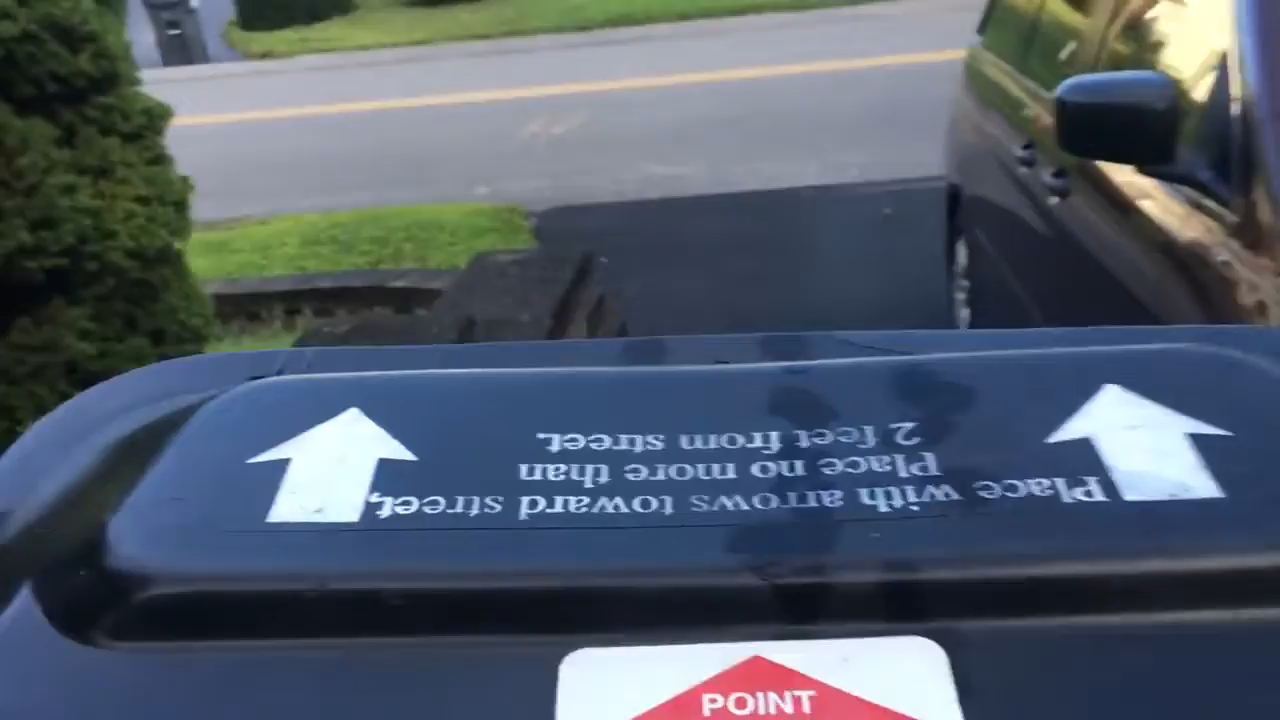 Place with arrows toward street,
Place no more than
2 feet from street.
POINT